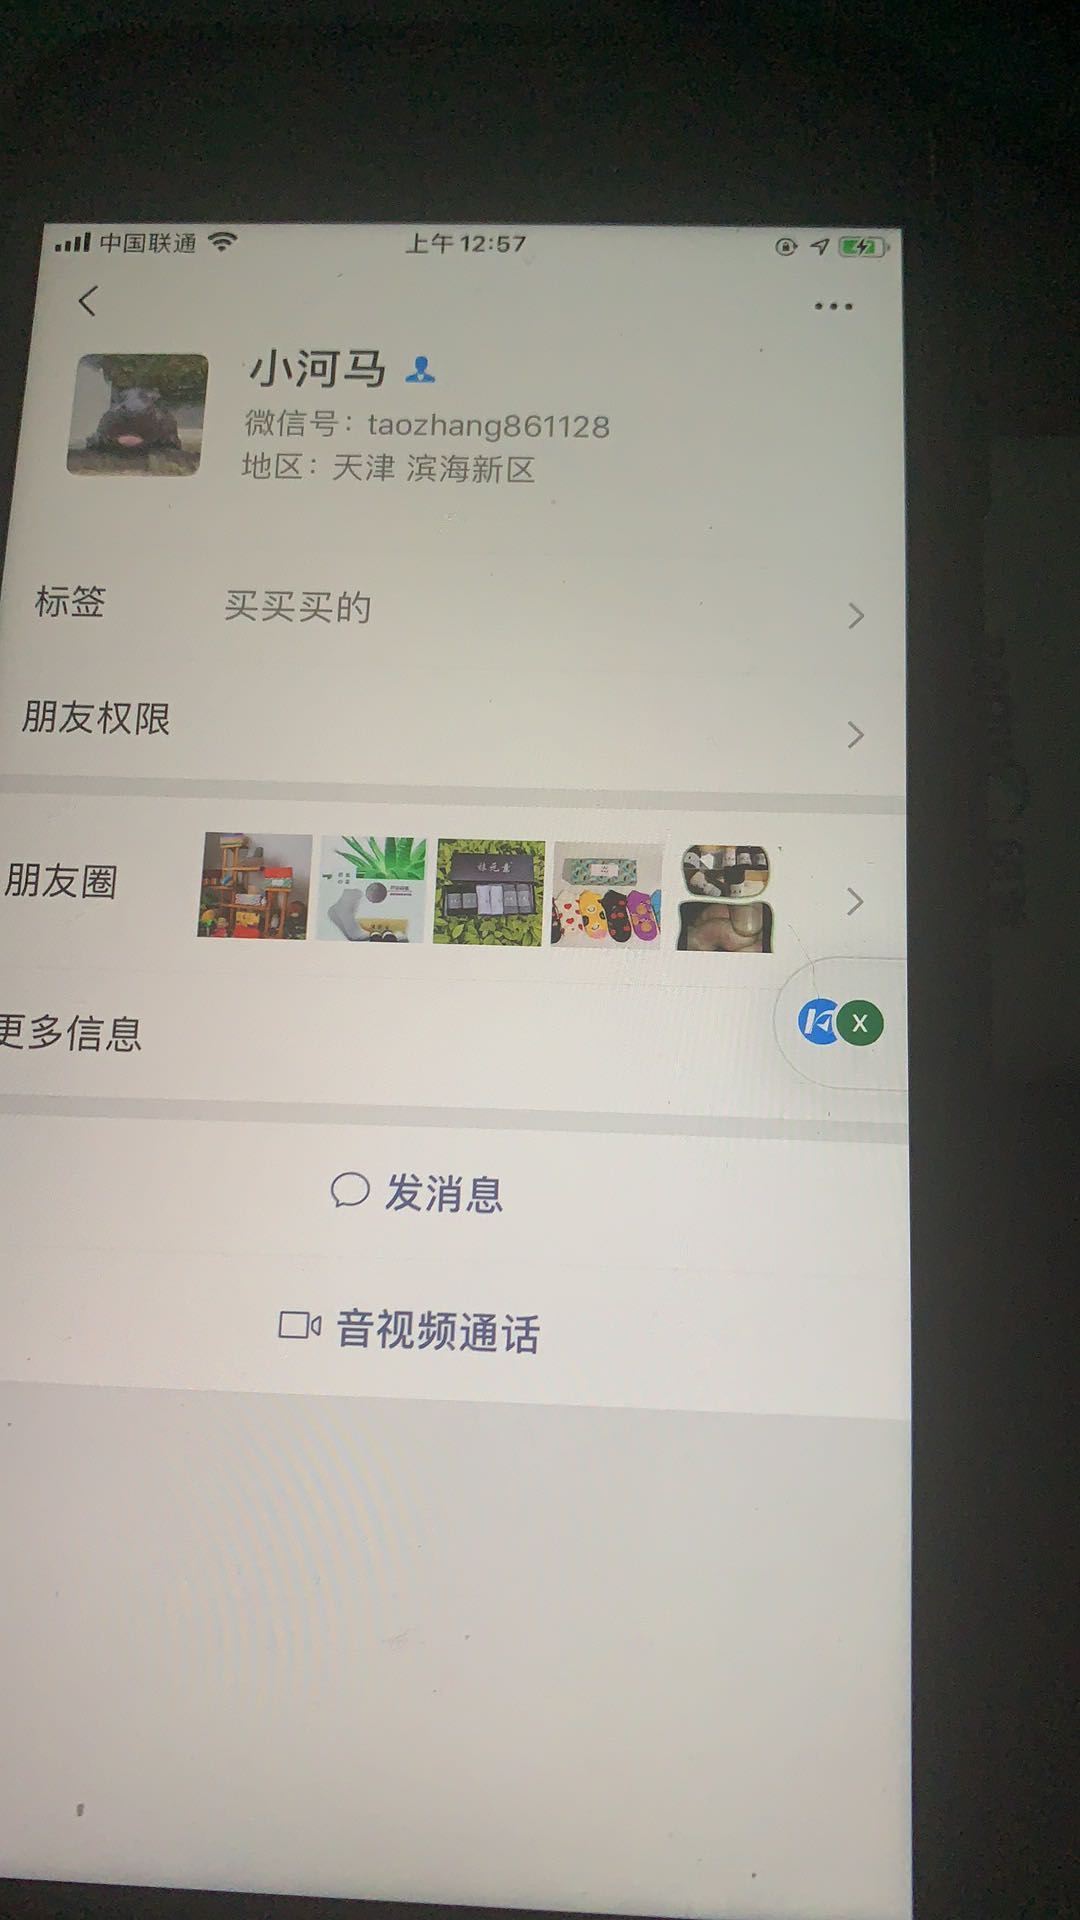 中国联通
上午12:57
小河马
微信号：taozhang861128
地区：天津 滨海新区
标签
买买买的
朋友权限
朋友圈
更多信息
X
发消息
音视频通话